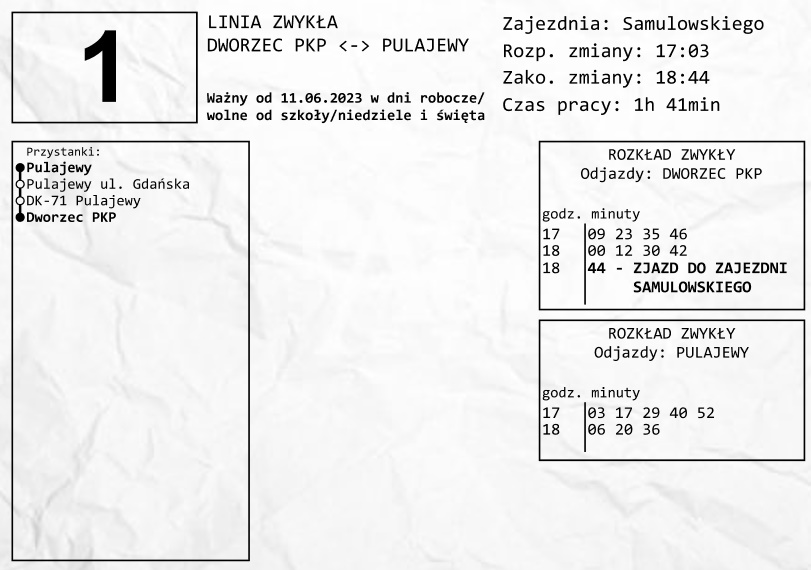 1
LINIA ZWYKŁA
DWORZEC PKP <-> PULAJEWY
Ważny od 11.06.2023 w dni robocze/
wolne od szkoły/niedziele i święta
Zajezdnia: Samulowskiego
Rozp. zmiany: 17:03
Zako. zmiany: 18:44
Czas pracy: 1h 41min
Przystanki:
Pulajewy
Pulajewy ul. Gdańska
DK-71 Pulajewy
Dworzec PKP
ROZKŁAD ZWYKŁY
Odjazdy: DWORZEC PKP
godz. minuty
17 09 23 35 46
18 00 12 30 42
18 44 - ZJAZD DO ZAJEZDNI
SAMULOWSKIEGO
ROZKŁAD ZWYKŁY
Odjazdy: PULAJEWY
godz. minuty
17 03 17 29 40 52
18 06 20 36